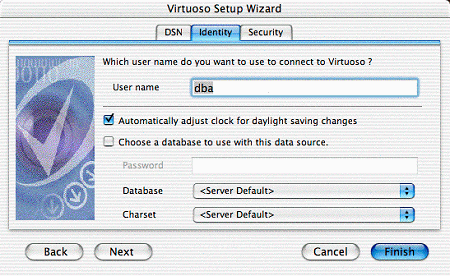 Virtuoso Setup Wizard
DSN Identity Security
Which user name do you want to use to connect to Virtuoso ?
User name dba
Automatically adjust clock for daylight saving changes
Choose a database to use with this data source.
Password
Database <Server Default>
Charset <Server Default>
Back Next Cancel Finish